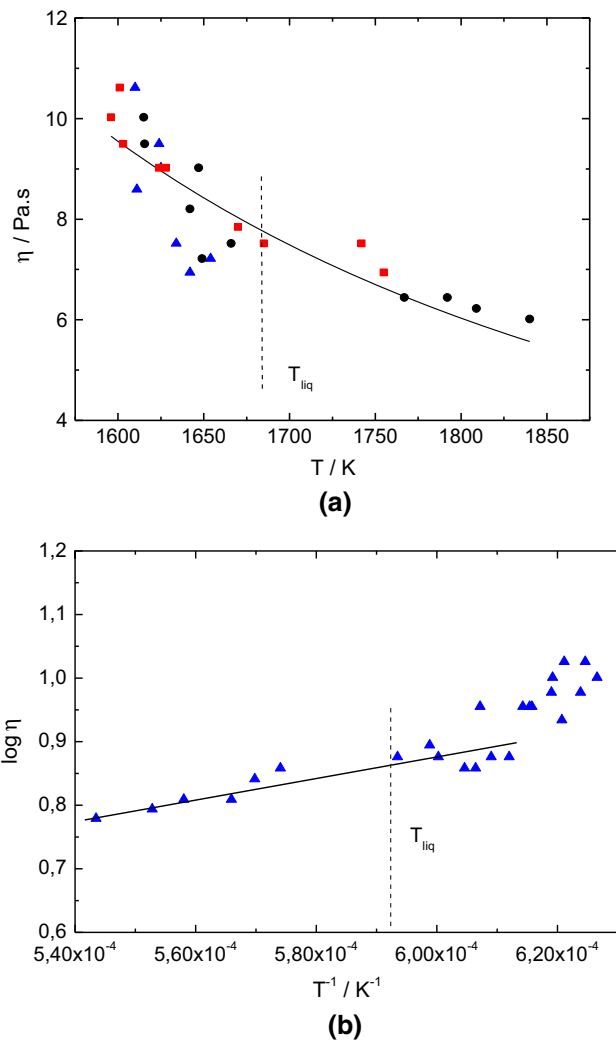 12
10
8
6
4
η / Pa.s
T_liq
1600 1650 1700 1750 1800 1850
T / K
(a)
1,2
1,1
1,0
0,9
0,8
0,7
0,6
log η
T_liq
5,40x10⁻⁴ 5,60x10⁻⁴ 5,80x10⁻⁴ 6,00x10⁻⁴ 6,20x10⁻⁴
T⁻¹ / K⁻¹
(b)